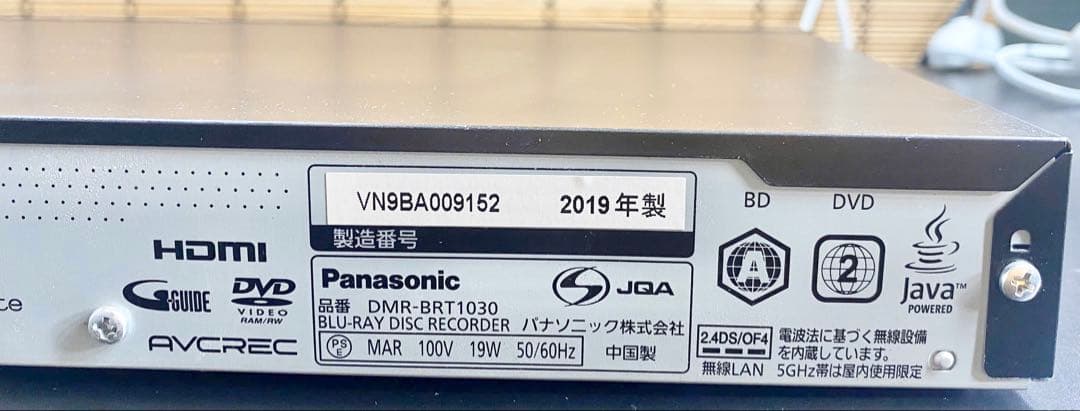 VN9BA009152 2019年製
製造番号
BD DVD
A 2
HDMI
G-GUIDE DVD
VIDEO
RAM/RW
AVCREC
Panasonic JQA
品番 DMR-BRT1030
BLU-RAY DISC RECORDER パナソニック株式会社
PSE MAR 100V 19W 50/60Hz 中国製
Java™
POWERED
2.4DS/OF4 電波法に基づく無線設備
を内蔵しています。
無線LAN 5GHz帯は屋内使用限定